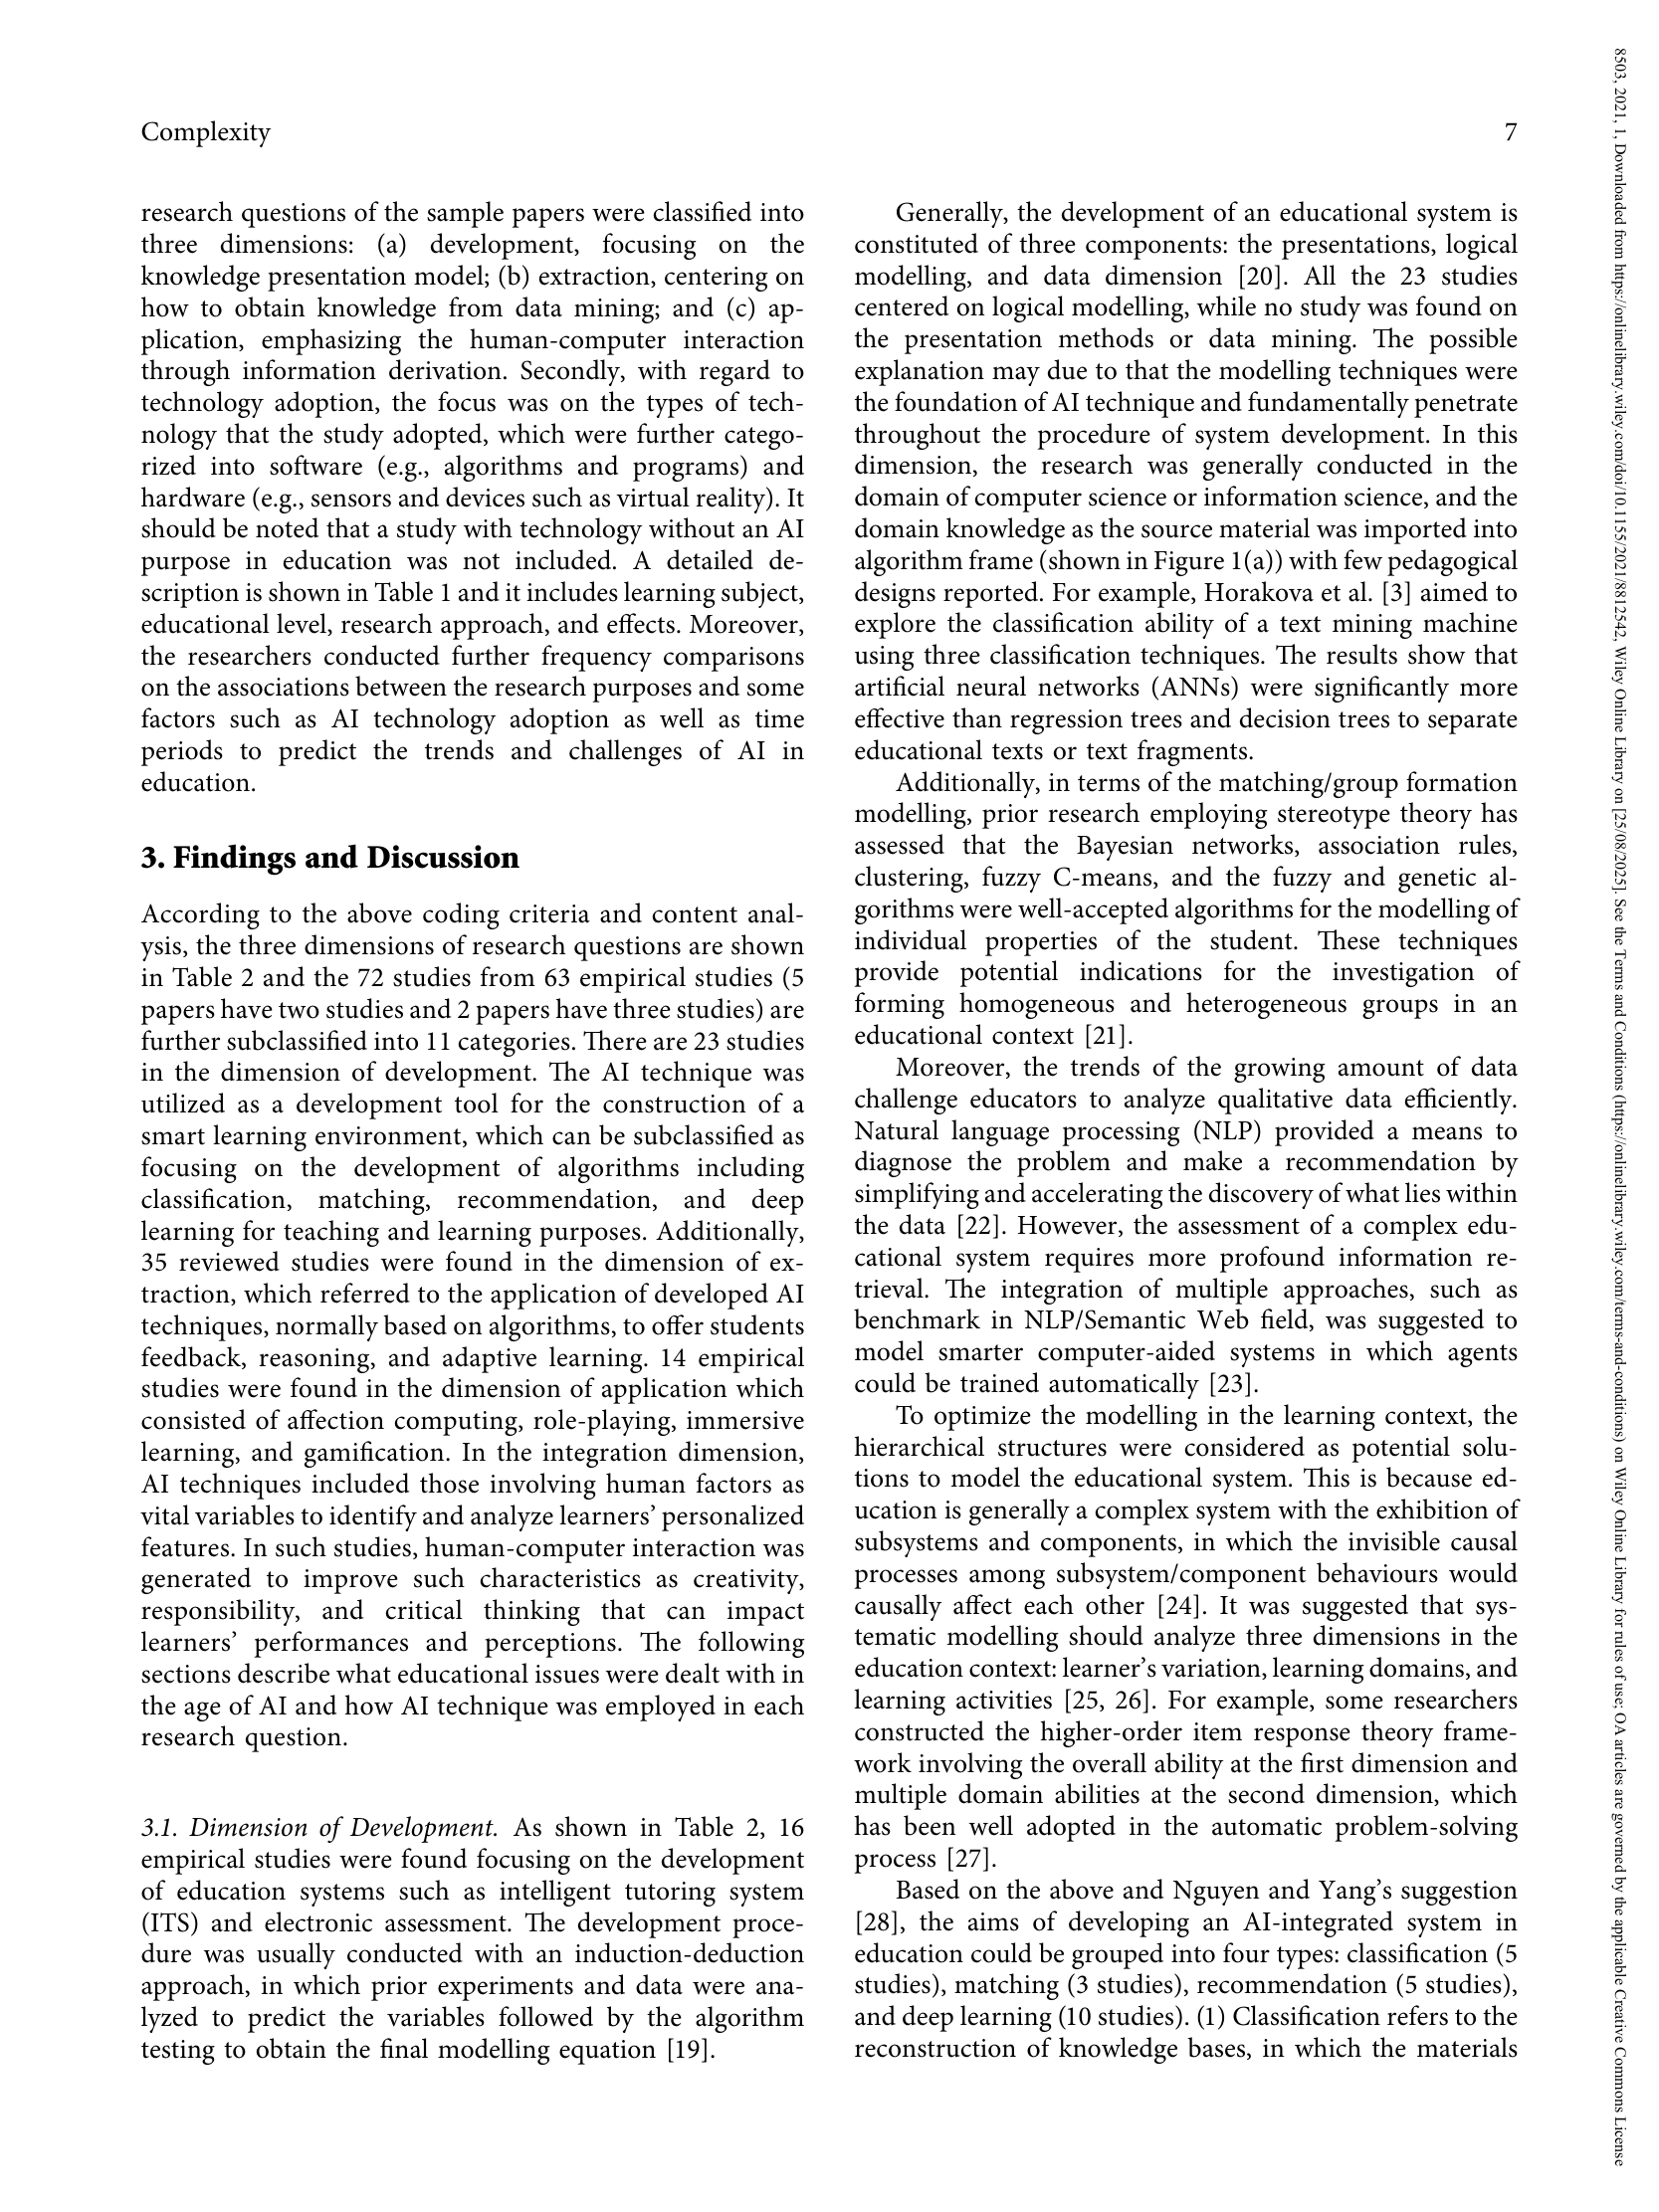 Complexity
7
research questions of the sample papers were classified into
three dimensions: (a) development, focusing on the
knowledge presentation model; (b) extraction, centering on
how to obtain knowledge from data mining; and (c) ap-
plication, emphasizing the human-computer interaction
through information derivation. Secondly, with regard to
technology adoption, the focus was on the types of tech-
nology that the study adopted, which were further catego-
rized into software (e.g., algorithms and programs) and
hardware (e.g., sensors and devices such as virtual reality). It
should be noted that a study with technology without an AI
purpose in education was not included. A detailed de-
scription is shown in Table 1 and it includes learning subject,
educational level, research approach, and effects. Moreover,
the researchers conducted further frequency comparisons
on the associations between the research purposes and some
factors such as AI technology adoption as well as time
periods to predict the trends and challenges of AI in
education.
3. Findings and Discussion
According to the above coding criteria and content anal-
ysis, the three dimensions of research questions are shown
in Table 2 and the 72 studies from 63 empirical studies (5
papers have two studies and 2 papers have three studies) are
further subclassified into 11 categories. There are 23 studies
in the dimension of development. The AI technique was
utilized as a development tool for the construction of a
smart learning environment, which can be subclassified as
focusing on the development of algorithms including
classification, matching, recommendation, and deep
learning for teaching and learning purposes. Additionally,
35 reviewed studies were found in the dimension of ex-
traction, which referred to the application of developed AI
techniques, normally based on algorithms, to offer students
feedback, reasoning, and adaptive learning. 14 empirical
studies were found in the dimension of application which
consisted of affection computing, role-playing, immersive
learning, and gamification. In the integration dimension,
AI techniques included those involving human factors as
vital variables to identify and analyze learners’ personalized
features. In such studies, human-computer interaction was
generated to improve such characteristics as creativity,
responsibility, and critical thinking that can impact
learners’ performances and perceptions. The following
sections describe what educational issues were dealt with in
the age of AI and how AI technique was employed in each
research question.
3.1. Dimension of Development. As shown in Table 2, 16
empirical studies were found focusing on the development
of education systems such as intelligent tutoring system
(ITS) and electronic assessment. The development proce-
dure was usually conducted with an induction-deduction
approach, in which prior experiments and data were ana-
lyzed to predict the variables followed by the algorithm
testing to obtain the final modelling equation [19].
Generally, the development of an educational system is
constituted of three components: the presentations, logical
modelling, and data dimension [20]. All the 23 studies
centered on logical modelling, while no study was found on
the presentation methods or data mining. The possible
explanation may due to that the modelling techniques were
the foundation of AI technique and fundamentally penetrate
throughout the procedure of system development. In this
dimension, the research was generally conducted in the
domain of computer science or information science, and the
domain knowledge as the source material was imported into
algorithm frame (shown in Figure 1(a)) with few pedagogical
designs reported. For example, Horakova et al. [3] aimed to
explore the classification ability of a text mining machine
using three classification techniques. The results show that
artificial neural networks (ANNs) were significantly more
effective than regression trees and decision trees to separate
educational texts or text fragments.
Additionally, in terms of the matching/group formation
modelling, prior research employing stereotype theory has
assessed that the Bayesian networks, association rules,
clustering, fuzzy C-means, and the fuzzy and genetic al-
gorithms were well-accepted algorithms for the modelling of
individual properties of the student. These techniques
provide potential indications for the investigation of
forming homogeneous and heterogeneous groups in an
educational context [21].
Moreover, the trends of the growing amount of data
challenge educators to analyze qualitative data efficiently.
Natural language processing (NLP) provided a means to
diagnose the problem and make a recommendation by
simplifying and accelerating the discovery of what lies within
the data [22]. However, the assessment of a complex edu-
cational system requires more profound information re-
trieval. The integration of multiple approaches, such as
benchmark in NLP/Semantic Web field, was suggested to
model smarter computer-aided systems in which agents
could be trained automatically [23].
To optimize the modelling in the learning context, the
hierarchical structures were considered as potential solu-
tions to model the educational system. This is because ed-
ucation is generally a complex system with the exhibition of
subsystems and components, in which the invisible causal
processes among subsystem/component behaviours would
causally affect each other [24]. It was suggested that sys-
tematic modelling should analyze three dimensions in the
education context: learner’s variation, learning domains, and
learning activities [25, 26]. For example, some researchers
constructed the higher-order item response theory frame-
work involving the overall ability at the first dimension and
multiple domain abilities at the second dimension, which
has been well adopted in the automatic problem-solving
process [27].
Based on the above and Nguyen and Yang’s suggestion
[28], the aims of developing an AI-integrated system in
education could be grouped into four types: classification (5
studies), matching (3 studies), recommendation (5 studies),
and deep learning (10 studies). (1) Classification refers to the
reconstruction of knowledge bases, in which the materials
8503, 2021, 1, Downloaded from https://onlinelibrary.wiley.com/doi/10.1155/2021/8812542, Wiley Online Library on [25/08/2025]. See the Terms and Conditions (https://onlinelibrary.wiley.com/terms-and-conditions) on Wiley Online Library for rules of use; OA articles are governed by the applicable Creative Commons License